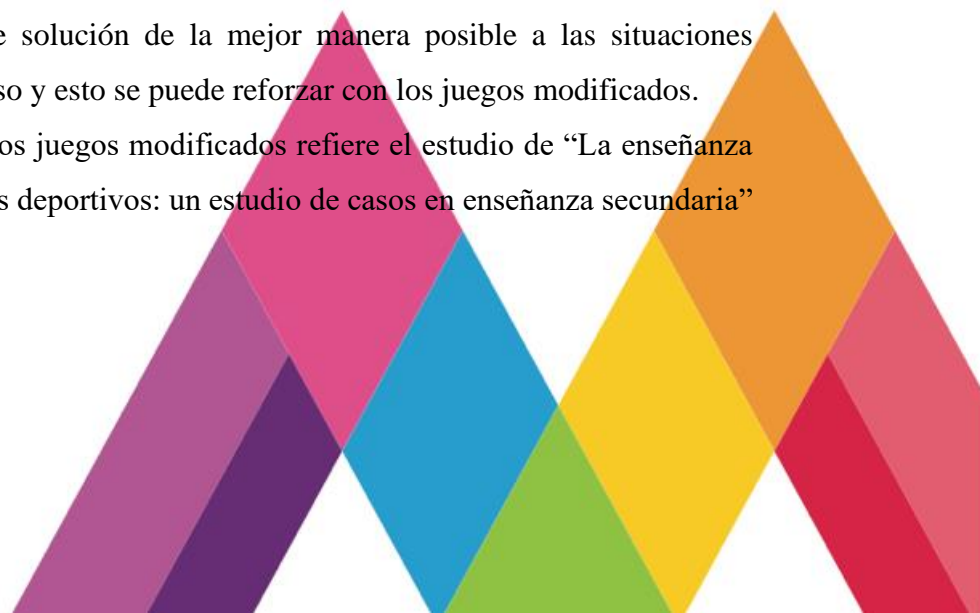 e solución de la mejor manera posible a las situaciones
so y esto se puede reforzar con los juegos modificados.
os juegos modificados refiere el estudio de “La enseñanza
s deportivos: un estudio de casos en enseñanza secundaria”